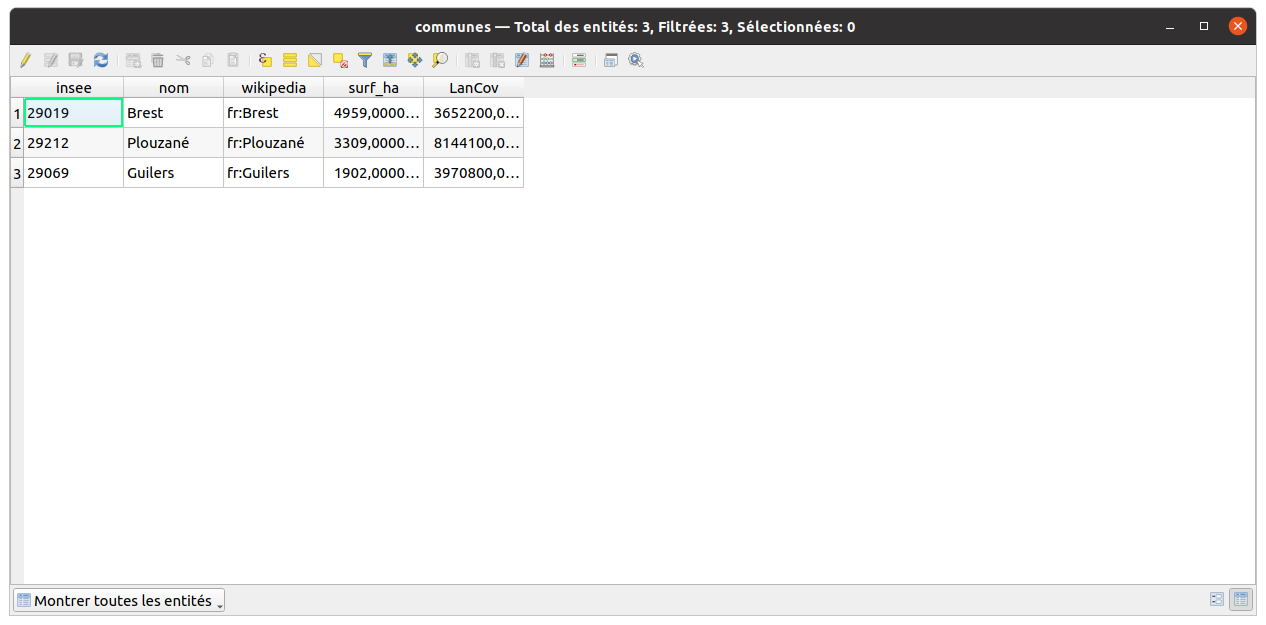 communes — Total des entités: 3, Filtrées: 3, Sélectionnées: 0
insee nom wikipedia surf_ha LanCov
1 29019 Brest fr:Brest 4959,0000... 3652200,0...
2 29212 Plouzané fr:Plouzané 3309,0000... 8144100,0...
3 29069 Guilers fr:Guilers 1902,0000... 3970800,0...
Montrer toutes les entités